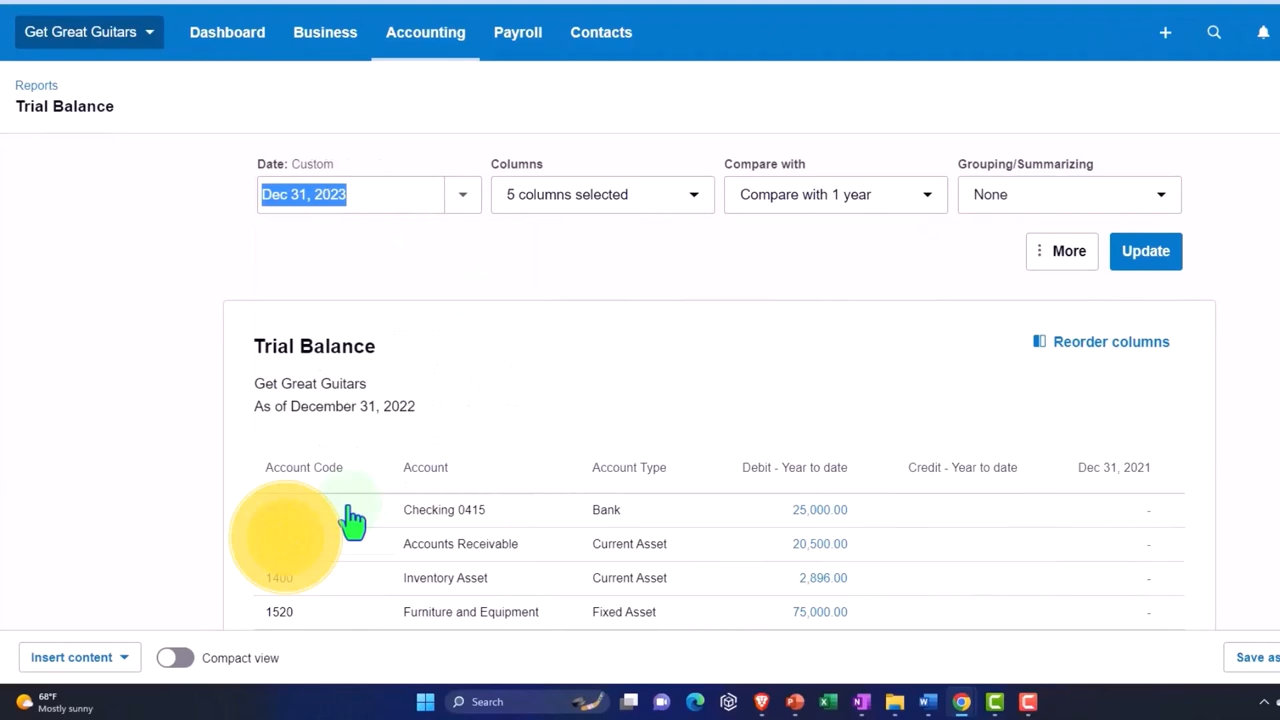 Get Great Guitars Dashboard Business Accounting Payroll Contacts
Reports
Trial Balance
Date: Custom Columns Compare with Grouping/Summarizing
Dec 31, 2023 5 columns selected Compare with 1 year None
More Update
Trial Balance Reorder columns
Get Great Guitars
As of December 31, 2022
Account Code Account Account Type Debit - Year to date Credit - Year to date Dec 31, 2021
Checking 0415 Bank 25,000.00 -
Accounts Receivable Current Asset 20,500.00 -
1400 Inventory Asset Current Asset 2,896.00 -
1520 Furniture and Equipment Fixed Asset 75,000.00 -
Insert content Compact view Save as
68°F Search
Mostly sunny